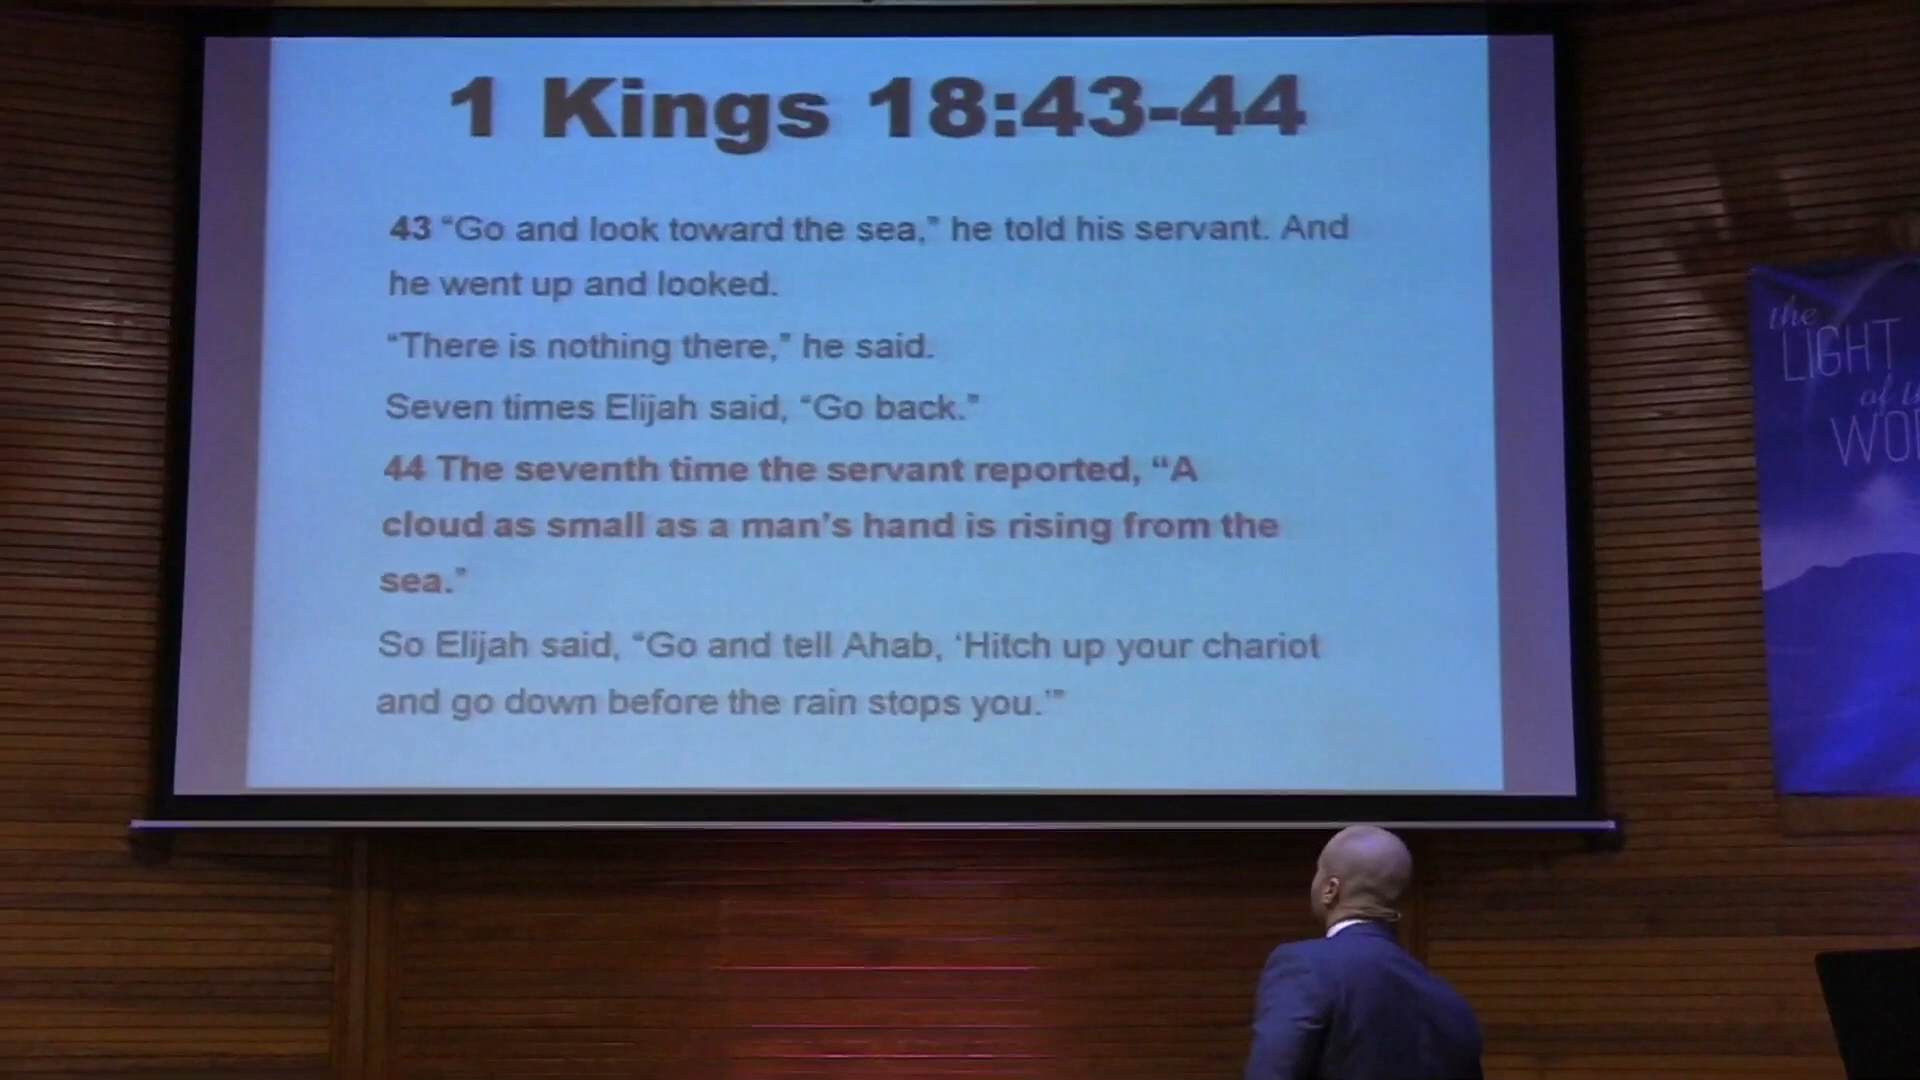 1 Kings 18:43-44
43 “Go and look toward the sea,” he told his servant. And
he went up and looked.
“There is nothing there,” he said.
Seven times Elijah said, “Go back.”
44 The seventh time the servant reported, “A
cloud as small as a man’s hand is rising from the
sea.”
So Elijah said, “Go and tell Ahab, ‘Hitch up your chariot
and go down before the rain stops you.’”
the
LIGHT
of